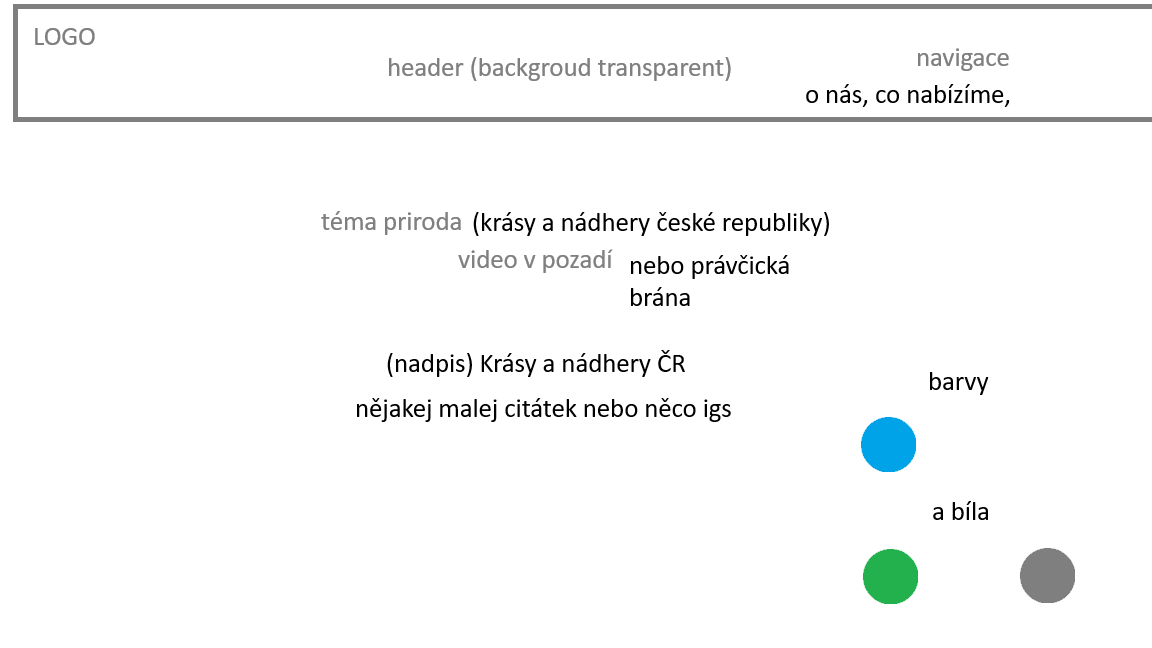 LOGO
header (backgroud transparent)
navigace
o nás, co nabízíme,
téma priroda (krásy a nádhery české republiky)
video v pozadí nebo právčická
brána
(nadpis) Krásy a nádhery ČR
nějakej malej citátek nebo něco igs
barvy
a bíla